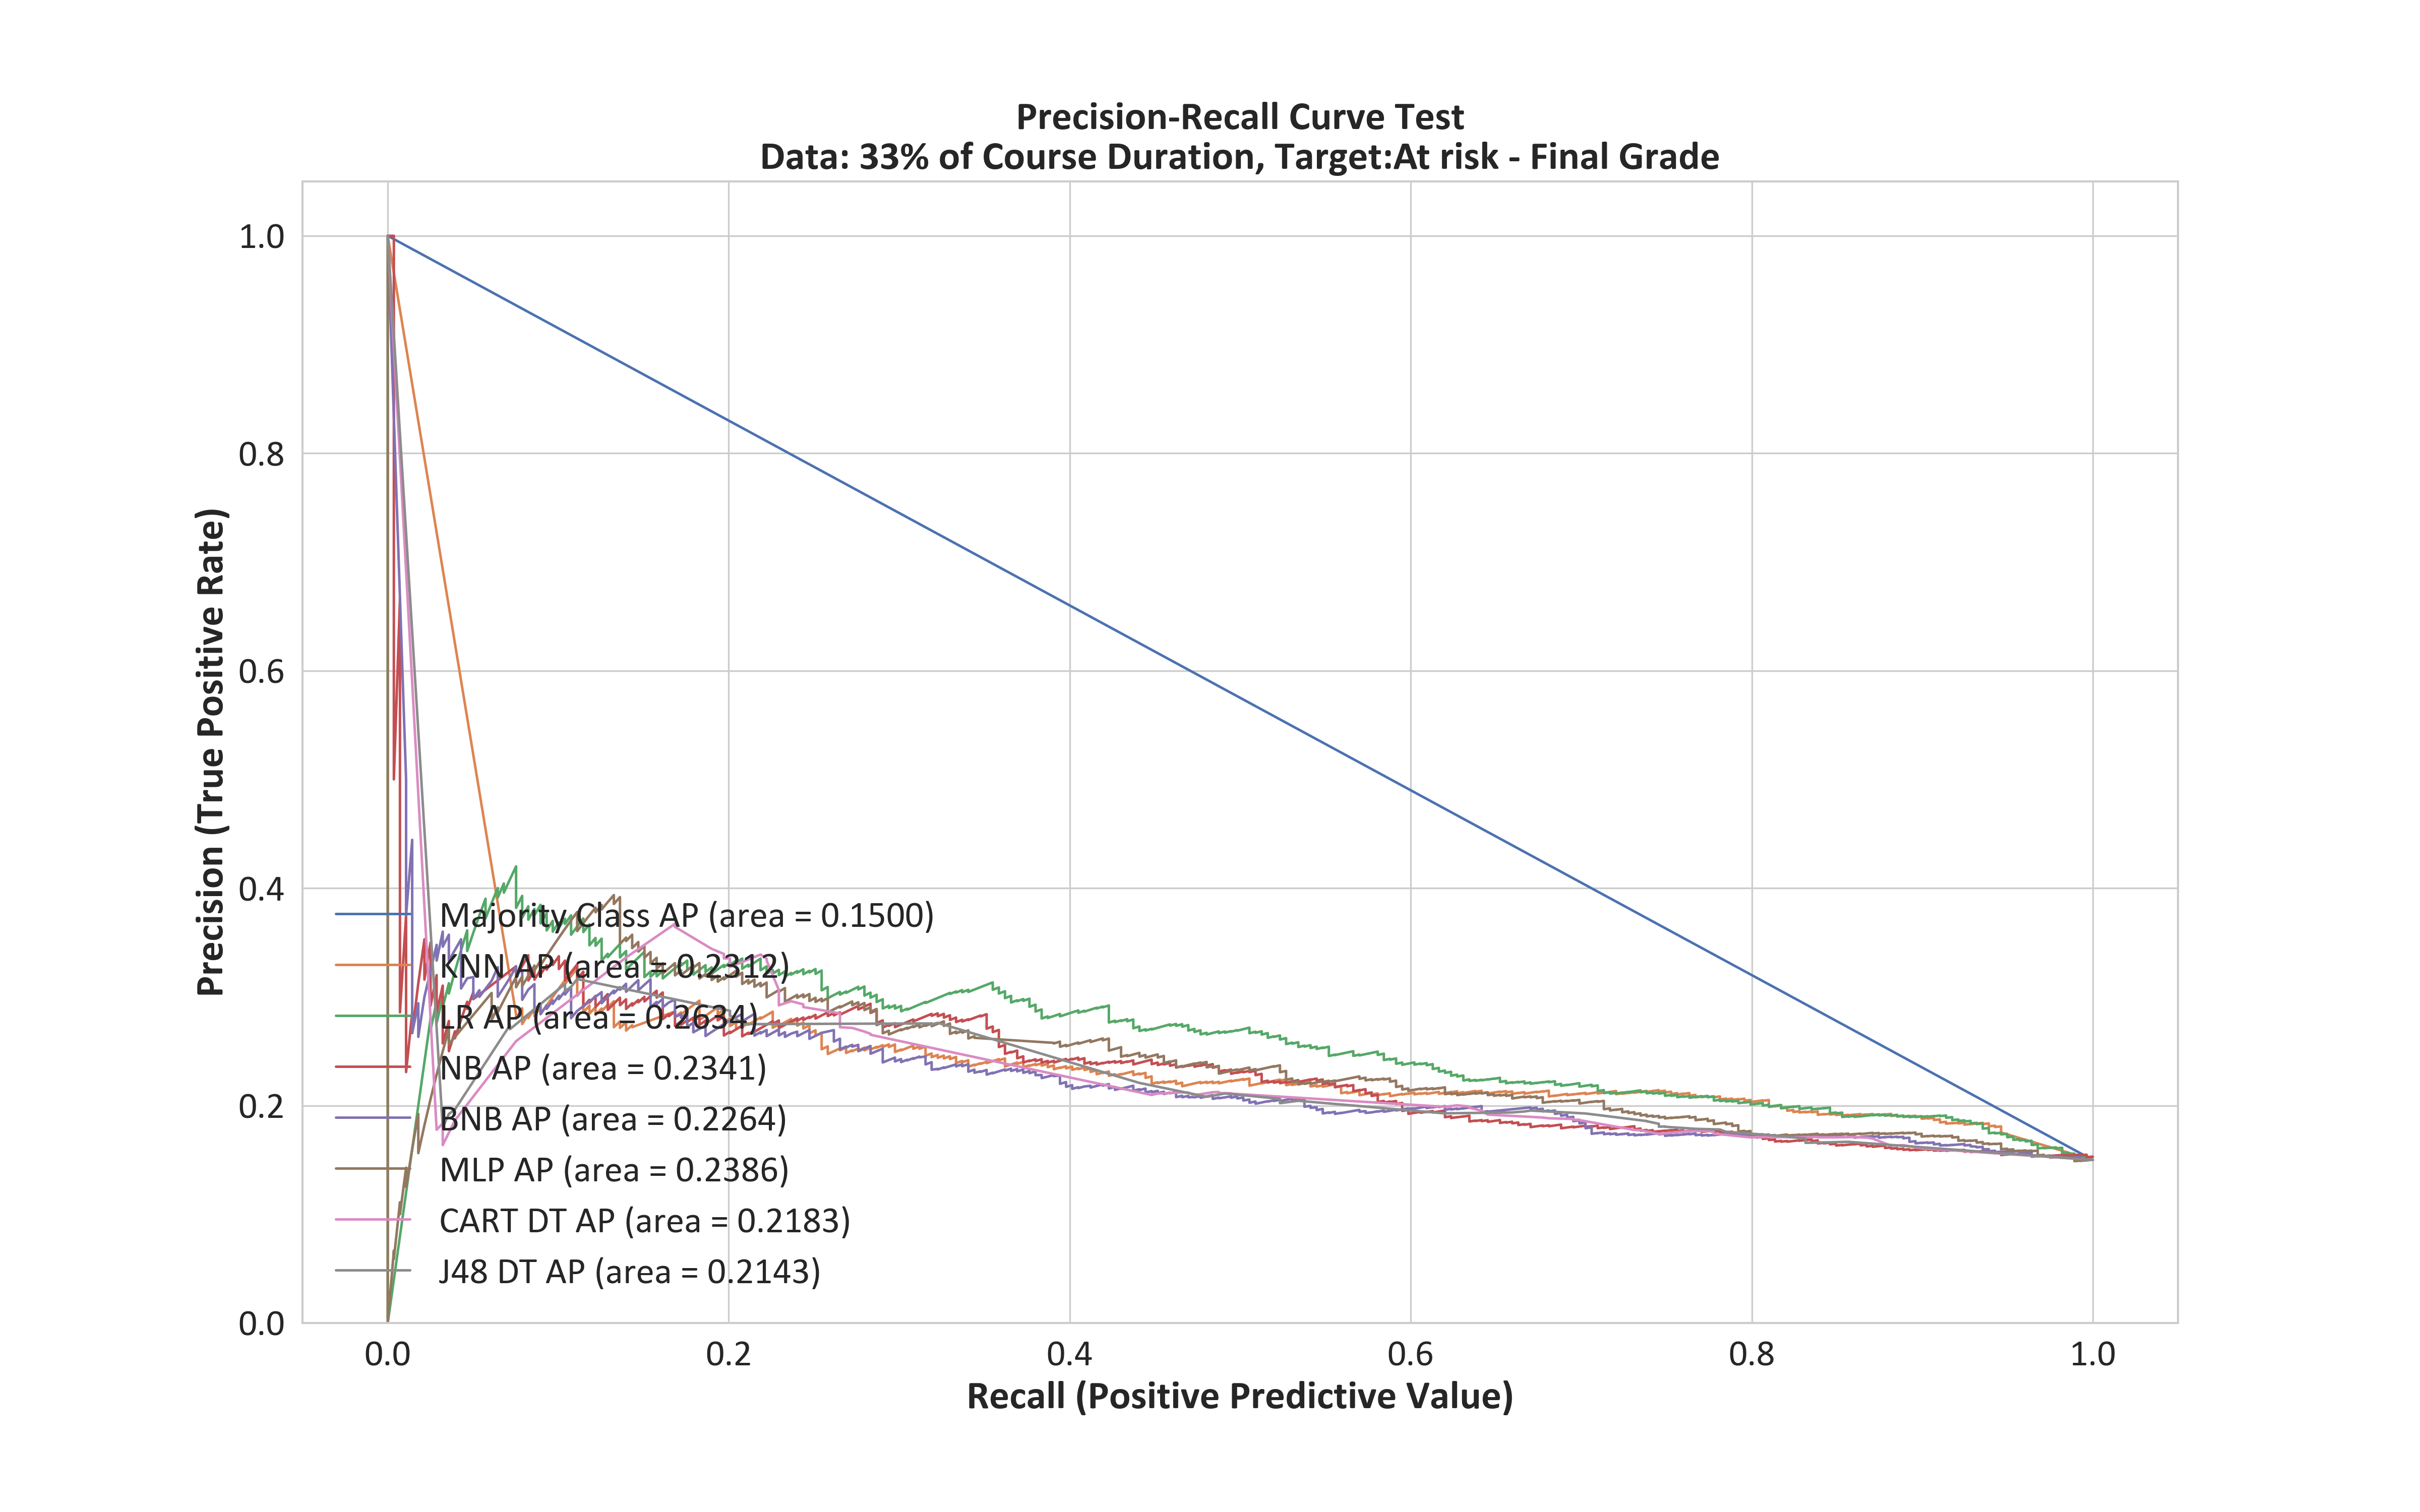 Precision-Recall Curve Test
Data: 33% of Course Duration, Target:At risk - Final Grade
Precision (True Positive Rate)
1.0
0.8
0.6
0.4
0.2
0.0
Majority Class AP (area = 0.1500)
KNN AP (area = 0.2312)
LR AP (area = 0.2634)
NB AP (area = 0.2341)
BNB AP (area = 0.2264)
MLP AP (area = 0.2386)
CART DT AP (area = 0.2183)
J48 DT AP (area = 0.2143)
0.0 0.2 0.4 0.6 0.8 1.0
Recall (Positive Predictive Value)